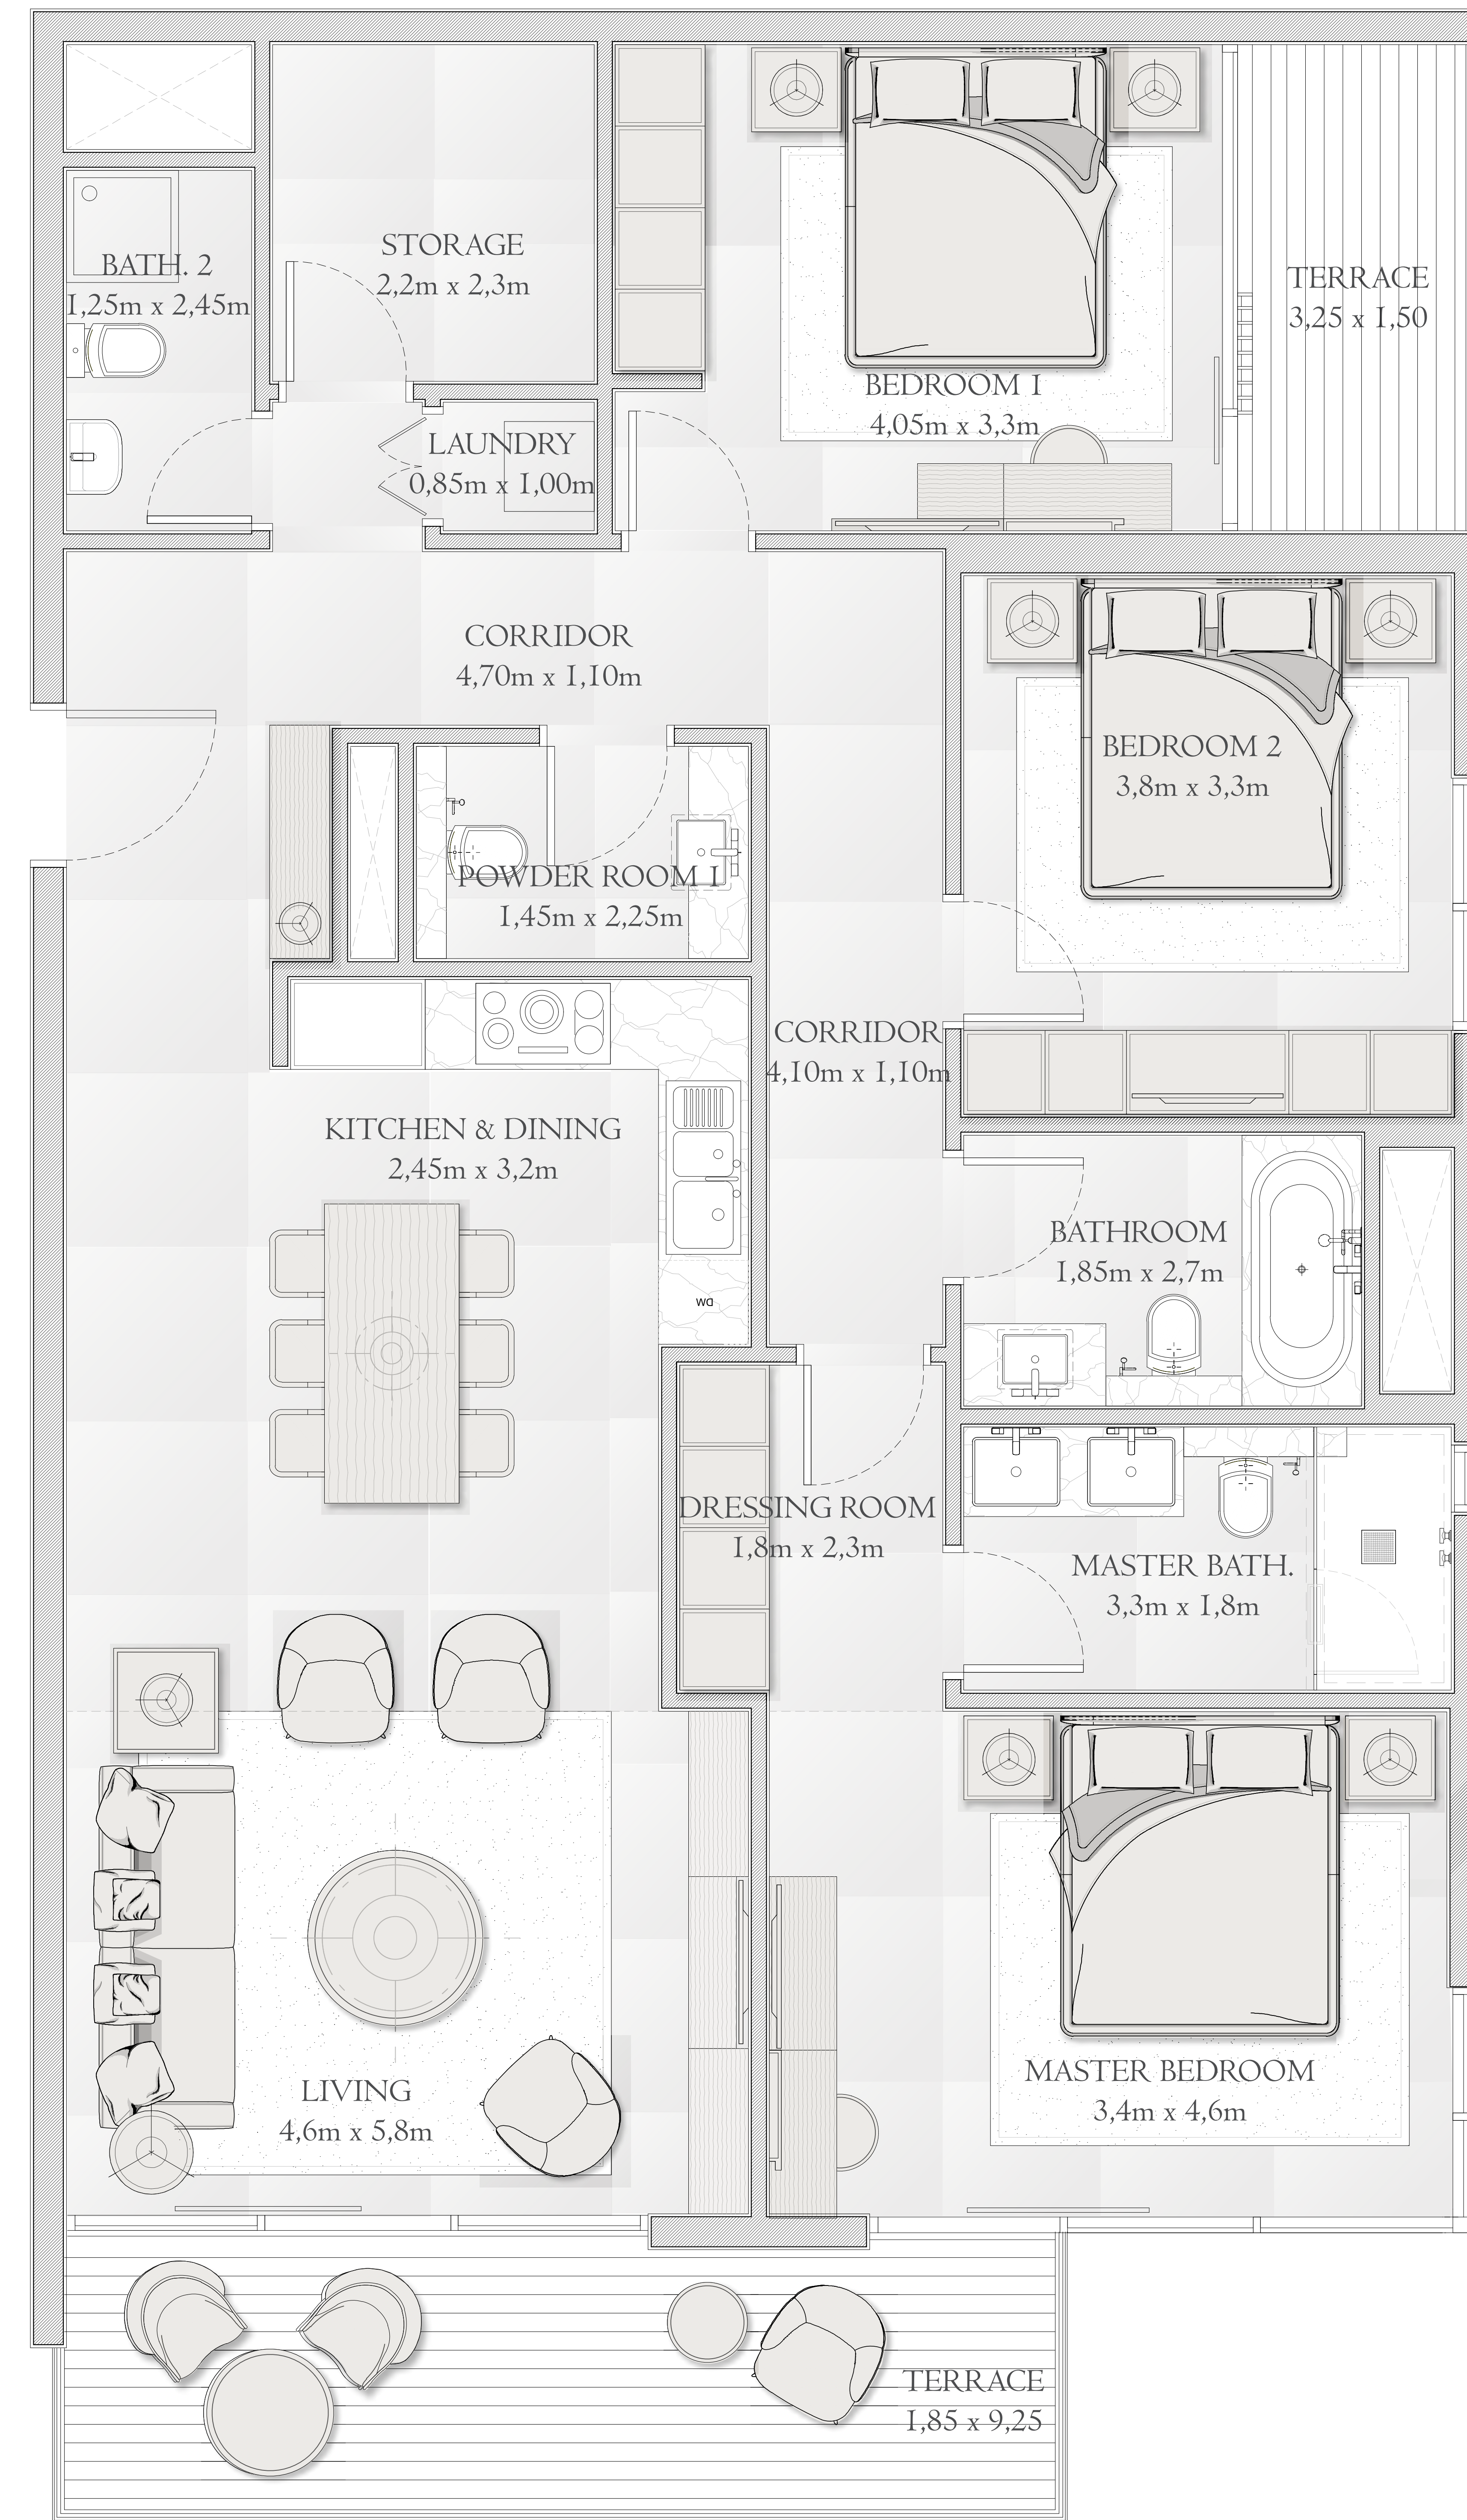 BATH. 2
1,25m x 2,45m
STORAGE
2,2m x 2,3m
BEDROOM 1
4,05m x 3,3m
TERRACE
3,25 x 1,50
LAUNDRY
0,85m x 1,00m
CORRIDOR
4,70m x 1,10m
BEDROOM 2
3,8m x 3,3m
POWDER ROOM 1
1,45m x 2,25m
CORRIDOR
4,10m x 1,10m
KITCHEN & DINING
2,45m x 3,2m
BATHROOM
1,85m x 2,7m
DW
DRESSING ROOM
1,8m x 2,3m
MASTER BATH.
3,3m x 1,8m
LIVING
4,6m x 5,8m
MASTER BEDROOM
3,4m x 4,6m
TERRACE
1,85 x 9,25